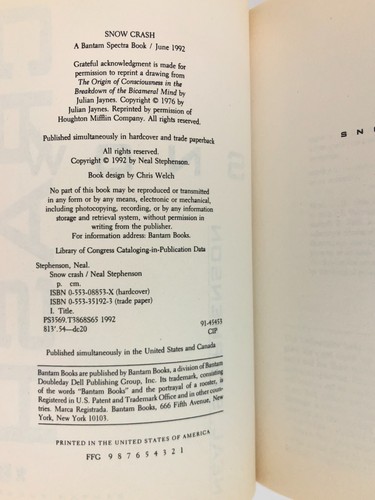 SNOW CRASH
A Bantam Spectra Book / June 1992
Grateful acknowledgment is made for
permission to reprint a drawing from
The Origin of Consciousness in the
Breakdown of the Bicameral Mind by
Julian Jaynes. Copyright © 1976 by
Julian Jaynes. Reprinted by permission of
Houghton Mifflin Company. All rights reserved.
Published simultaneously in hardcover and trade paperback
All rights reserved.
Copyright © 1992 by Neal Stephenson.
Book design by Chris Welch
No part of this book may be reproduced or transmitted
in any form or by any means, electronic or mechanical,
including photocopying, recording, or by any information
storage and retrieval system, without permission in
writing from the publisher.
For information address: Bantam Books.
Library of Congress Cataloging-in-Publication Data
Stephenson, Neal.
Snow crash / Neal Stephenson
p. cm.
ISBN 0-553-08853-X (hardcover)
ISBN 0-553-35192-3 (trade paper)
I. Title.
PS3569.T3868S65 1992
813'.54—dc20
91-45453
CIP
Published simultaneously in the United States and Canada
Bantam Books are published by Bantam Books, a division of Bantam
Doubleday Dell Publishing Group, Inc. Its trademark, consisting
of the words "Bantam Books" and the portrayal of a rooster, is
Registered in U.S. Patent and Trademark Office and in other countries.
Marca Registrada. Bantam Books, 666 Fifth Avenue, New
York, New York 10103.
PRINTED IN THE UNITED STATES OF AMERICA
FFG 9 8 7 6 5 4 3 2 1
S N